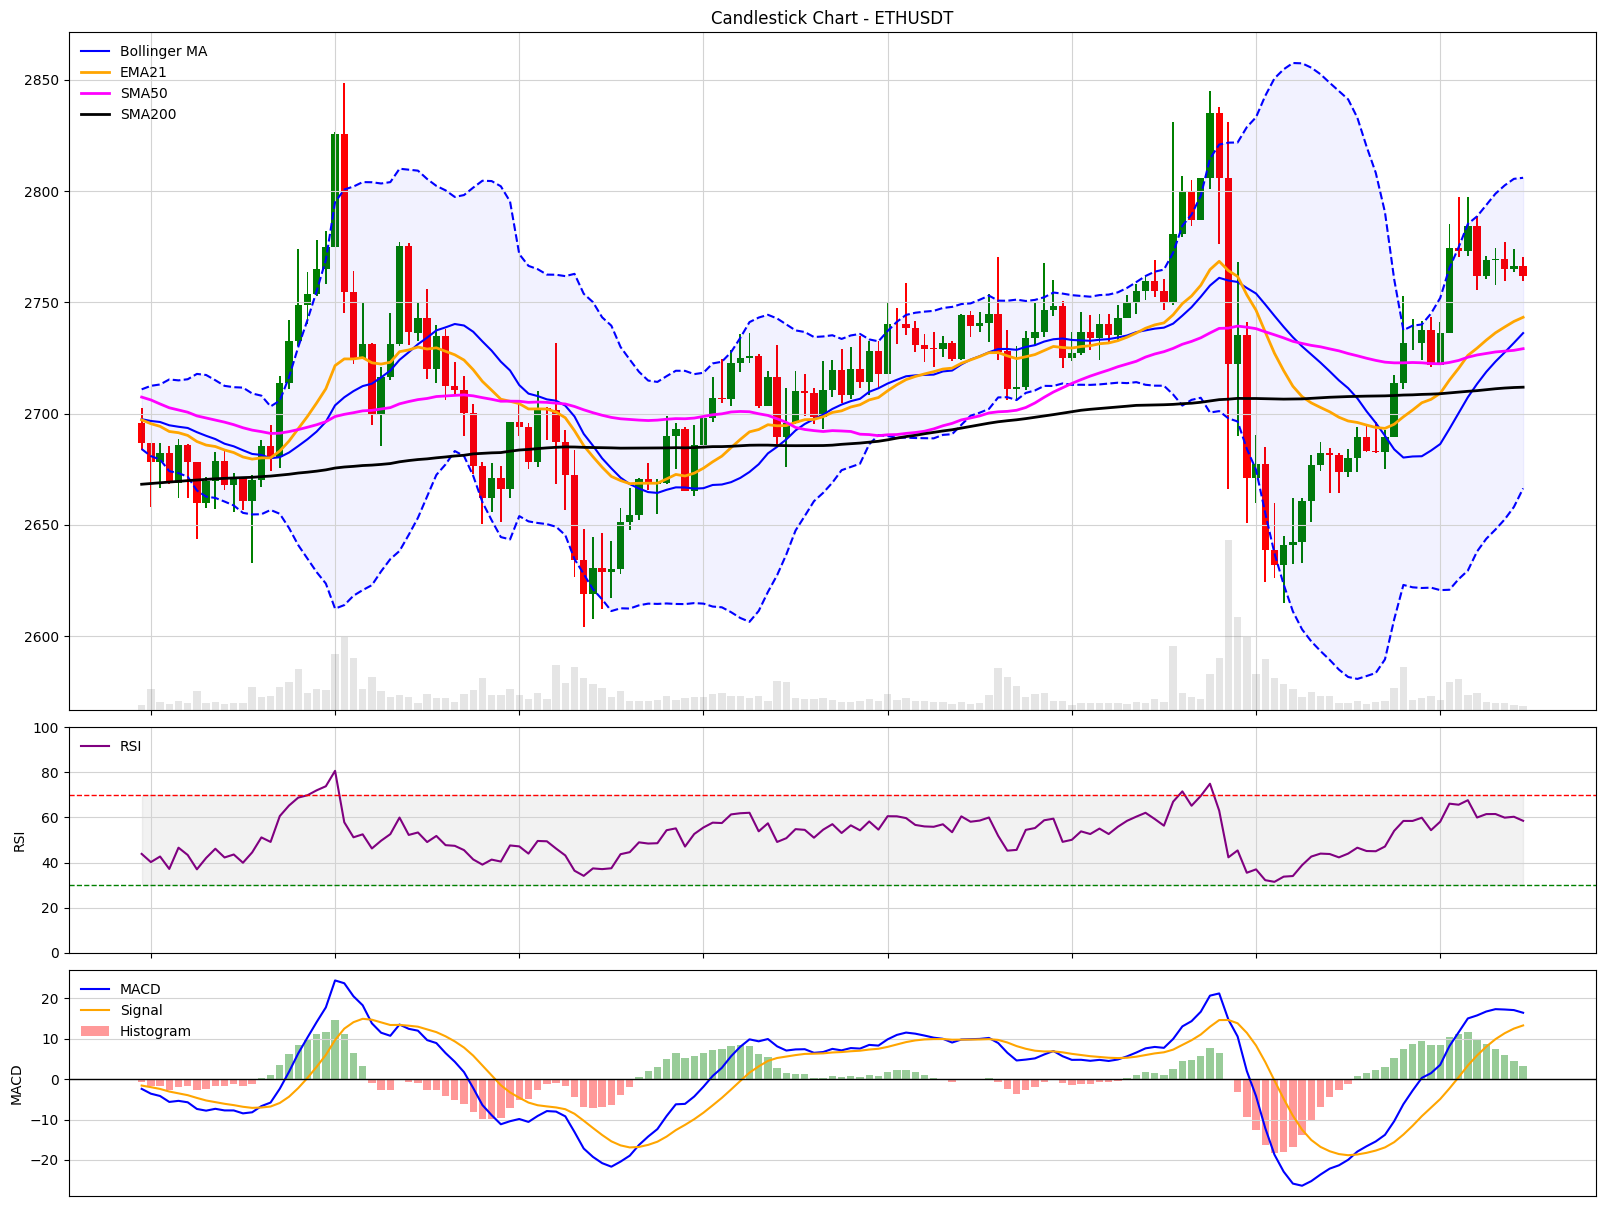 Candlestick Chart - ETHUSDT
Bollinger MA
EMA21
SMA50
SMA200
2850
2800
2750
2700
2650
2600
RSI
100
80
60
40
20
0
RSI
MACD
Signal
Histogram
20
10
0
−10
−20
MACD